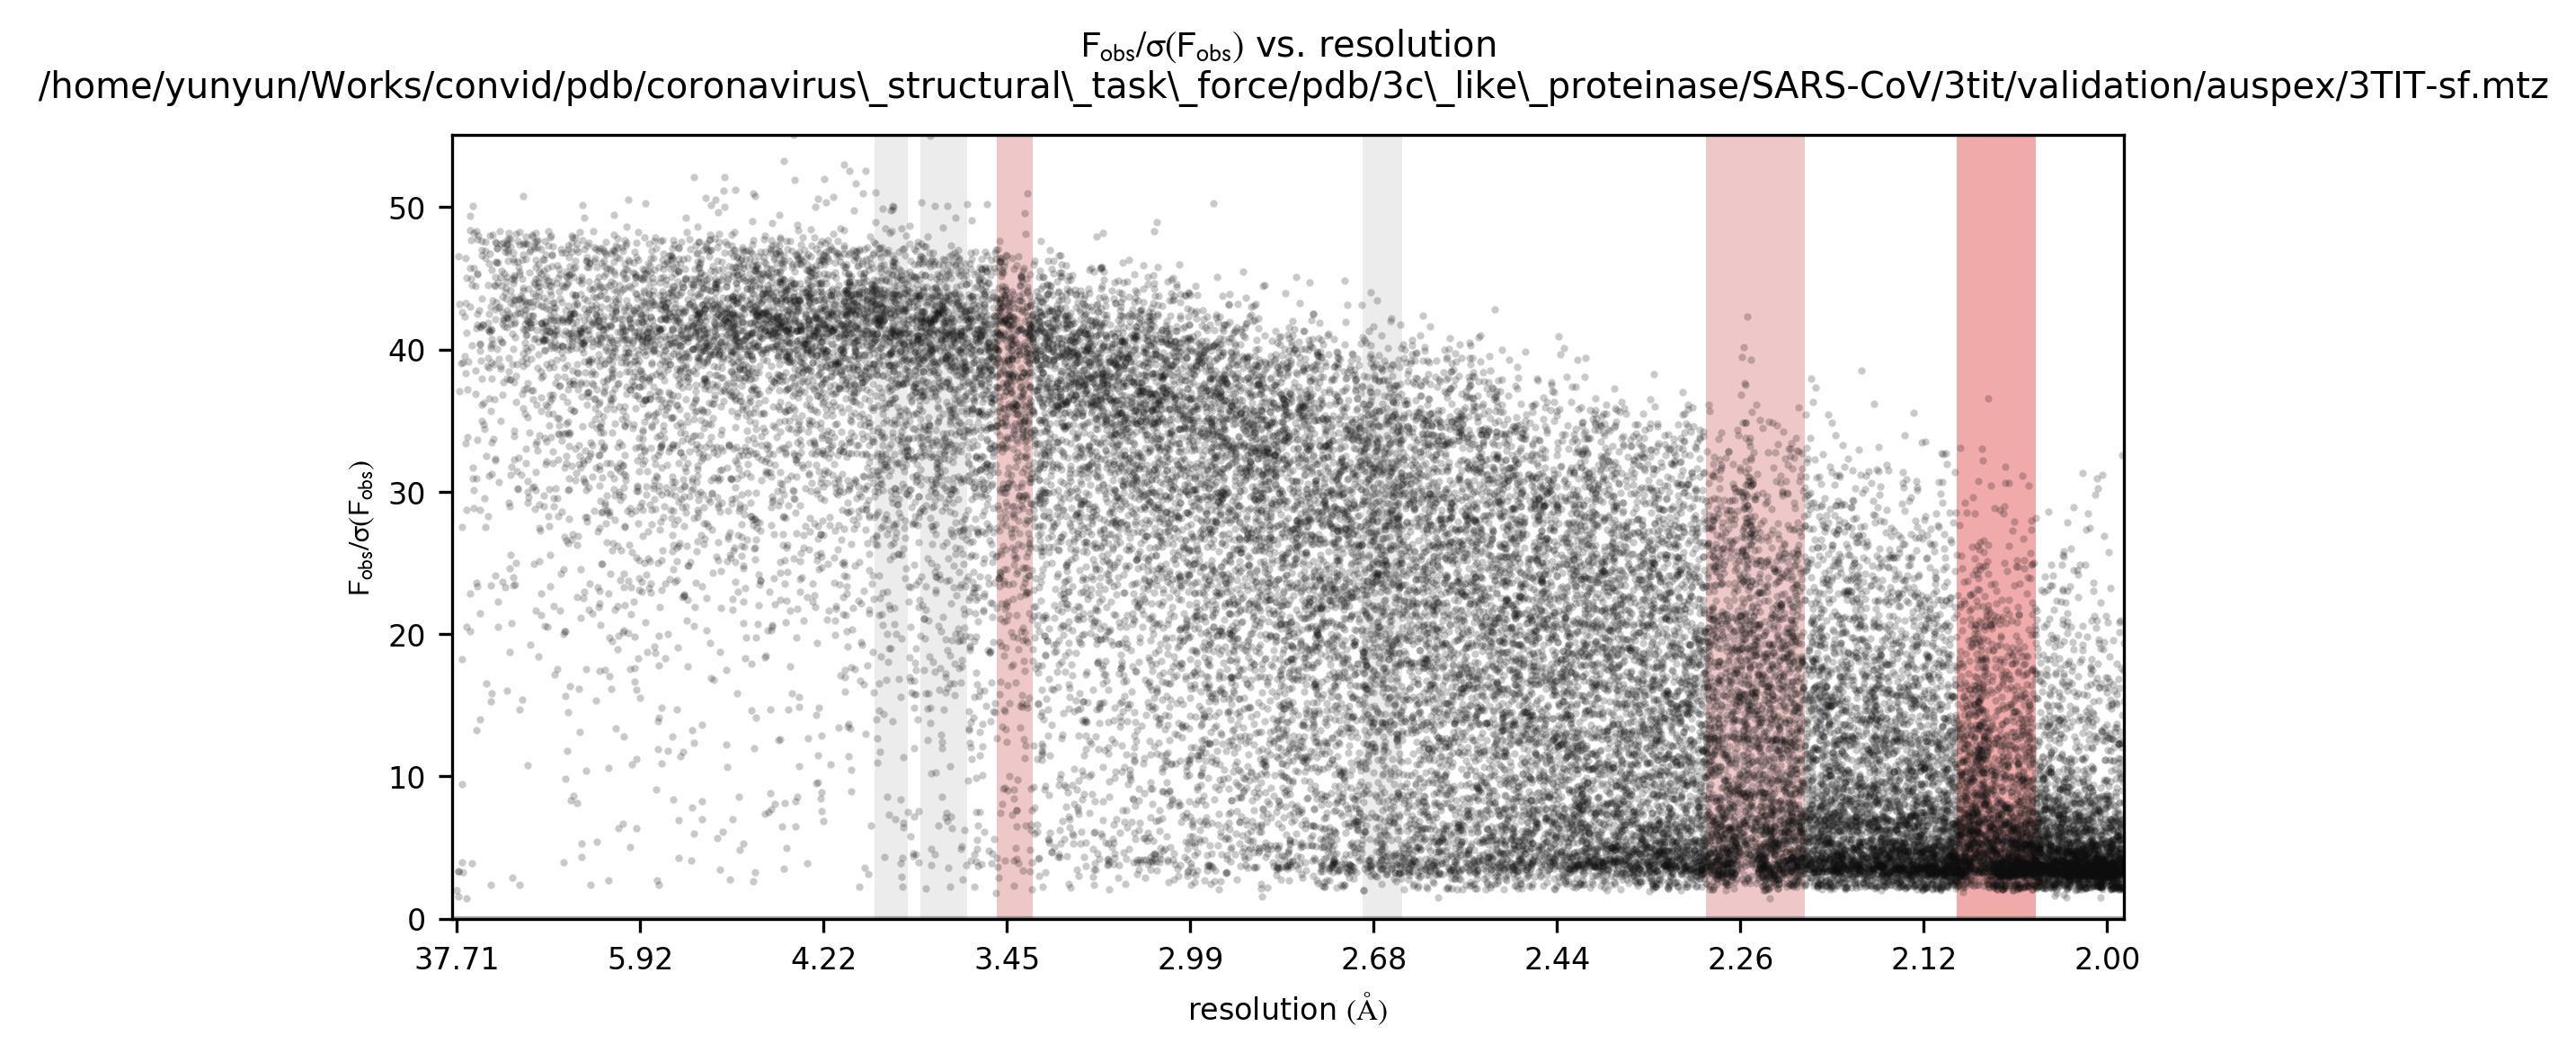 Fobs/σ(Fobs) vs. resolution
/home/yunyun/Works/convid/pdb/coronavirus\_structural\_task\_force/pdb/3c\_like\_proteinase/SARS-CoV/3tit/validation/auspex/3TIT-sf.mtz
Fobs/σ(Fobs)
50
40
30
20
10
0
37.71 5.92 4.22 3.45 2.99 2.68 2.44 2.26 2.12 2.00
resolution (Å)